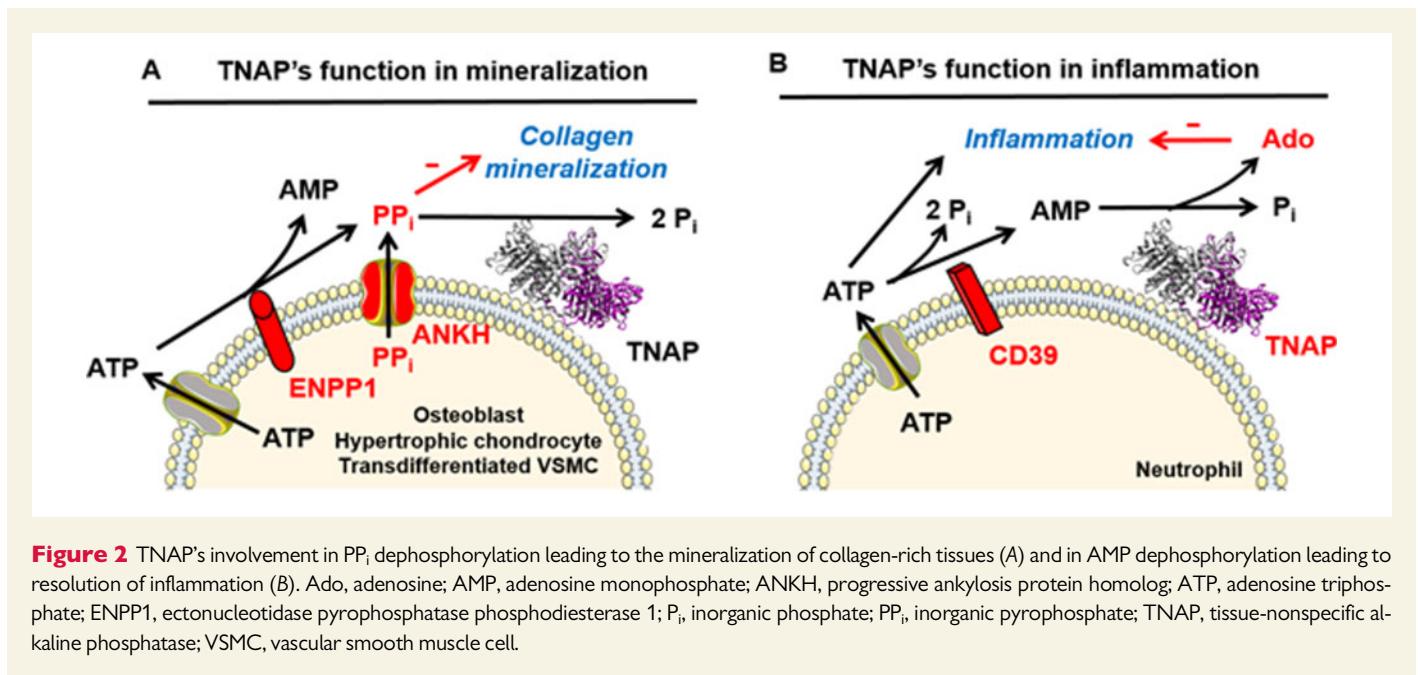 A TNAP's function in mineralization
Collagen
mineralization
–
AMP
PPi
2 Pi
ANKH
PPi
TNAP
ATP
ENPP1
ATP
Osteoblast
Hypertrophic chondrocyte
Transdifferentiated VSMC
B TNAP's function in inflammation
Inflammation – Ado
2 Pi AMP Pi
ATP
CD39
TNAP
ATP
Neutrophil
Figure 2 TNAP's involvement in PPi dephosphorylation leading to the mineralization of collagen-rich tissues (A) and in AMP dephosphorylation leading to
resolution of inflammation (B). Ado, adenosine; AMP, adenosine monophosphate; ANKH, progressive ankylosis protein homolog; ATP, adenosine triphos-
phate; ENPP1, ectonucleotidase pyrophosphatase phosphodiesterase 1; Pi, inorganic phosphate; PPi, inorganic pyrophosphate; TNAP, tissue-nonspecific al-
kaline phosphatase; VSMC, vascular smooth muscle cell.